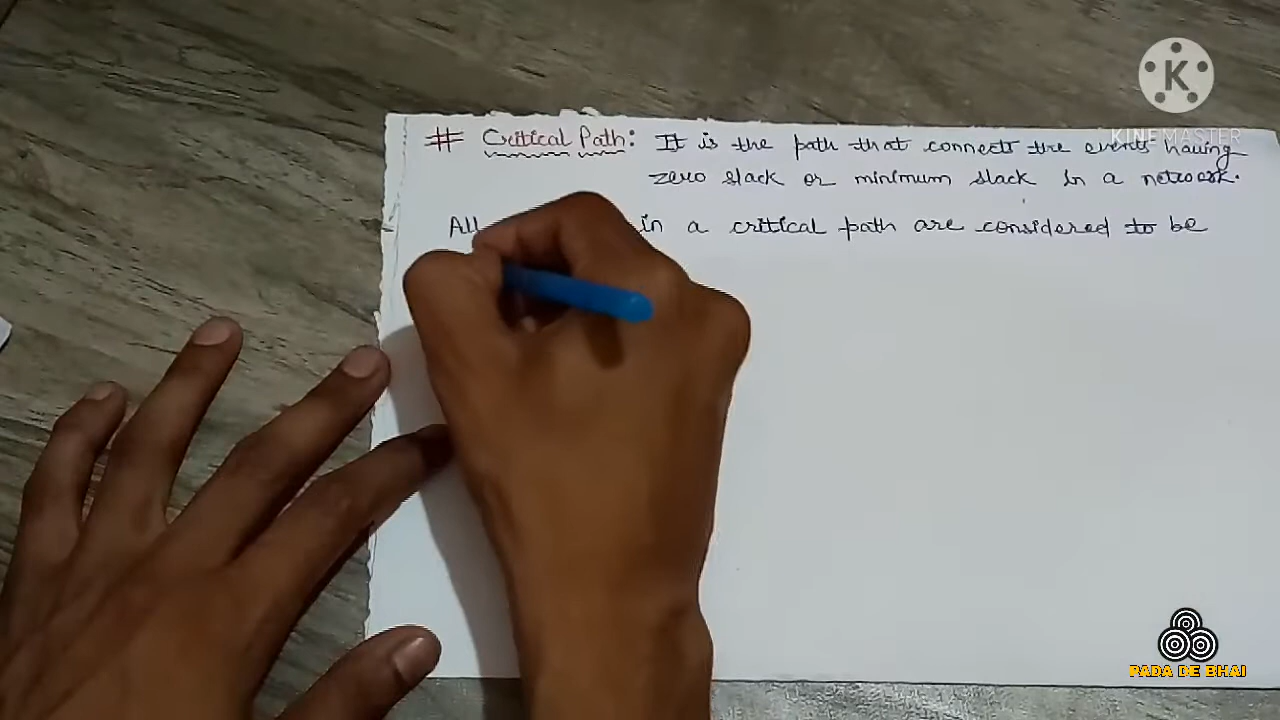 # Critical Path: It is the path that connects the events having
zero slack or minimum slack in a network.
All in a critical path are considered to be
K
KINEMASTER
PADA DE BHAI